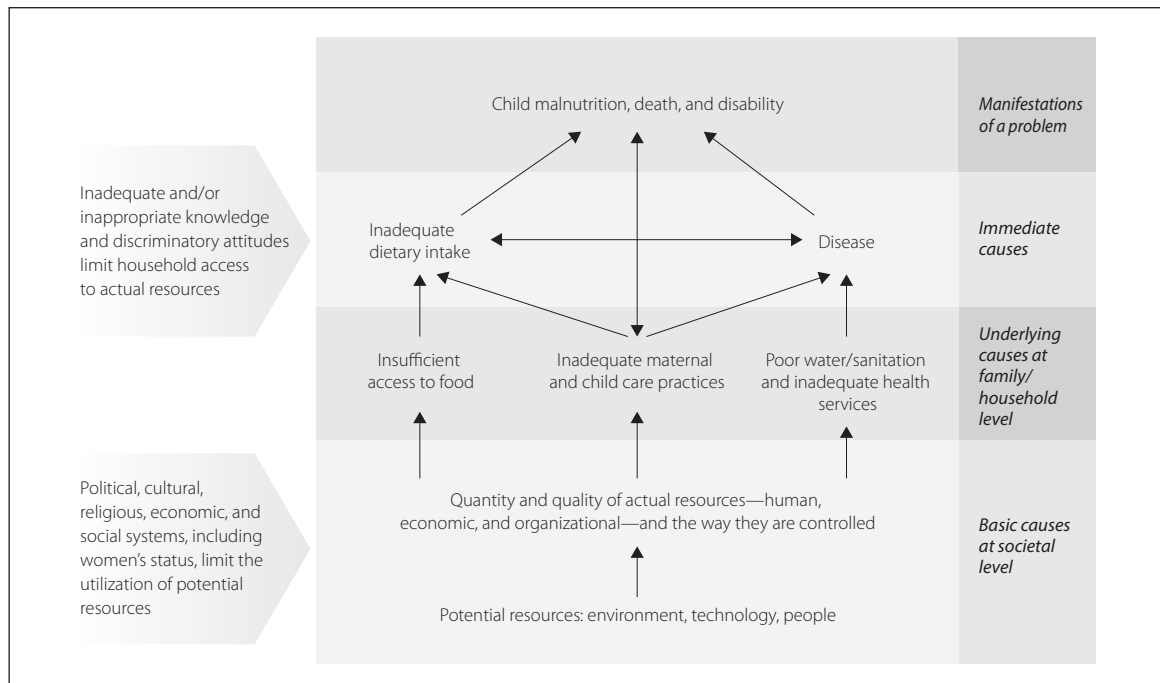 Child malnutrition, death, and disability
Manifestations
of a problem
Inadequate and/or
inappropriate knowledge
and discriminatory attitudes
limit household access
to actual resources
Inadequate
dietary intake
Disease
Immediate
causes
Insufficient
access to food
Inadequate maternal
and child care practices
Poor water/sanitation
and inadequate health
services
Underlying
causes at
family/
household
level
Political, cultural,
religious, economic, and
social systems, including
women’s status, limit the
utilization of potential
resources
Quantity and quality of actual resources—human,
economic, and organizational—and the way they are controlled
Potential resources: environment, technology, people
Basic causes
at societal
level